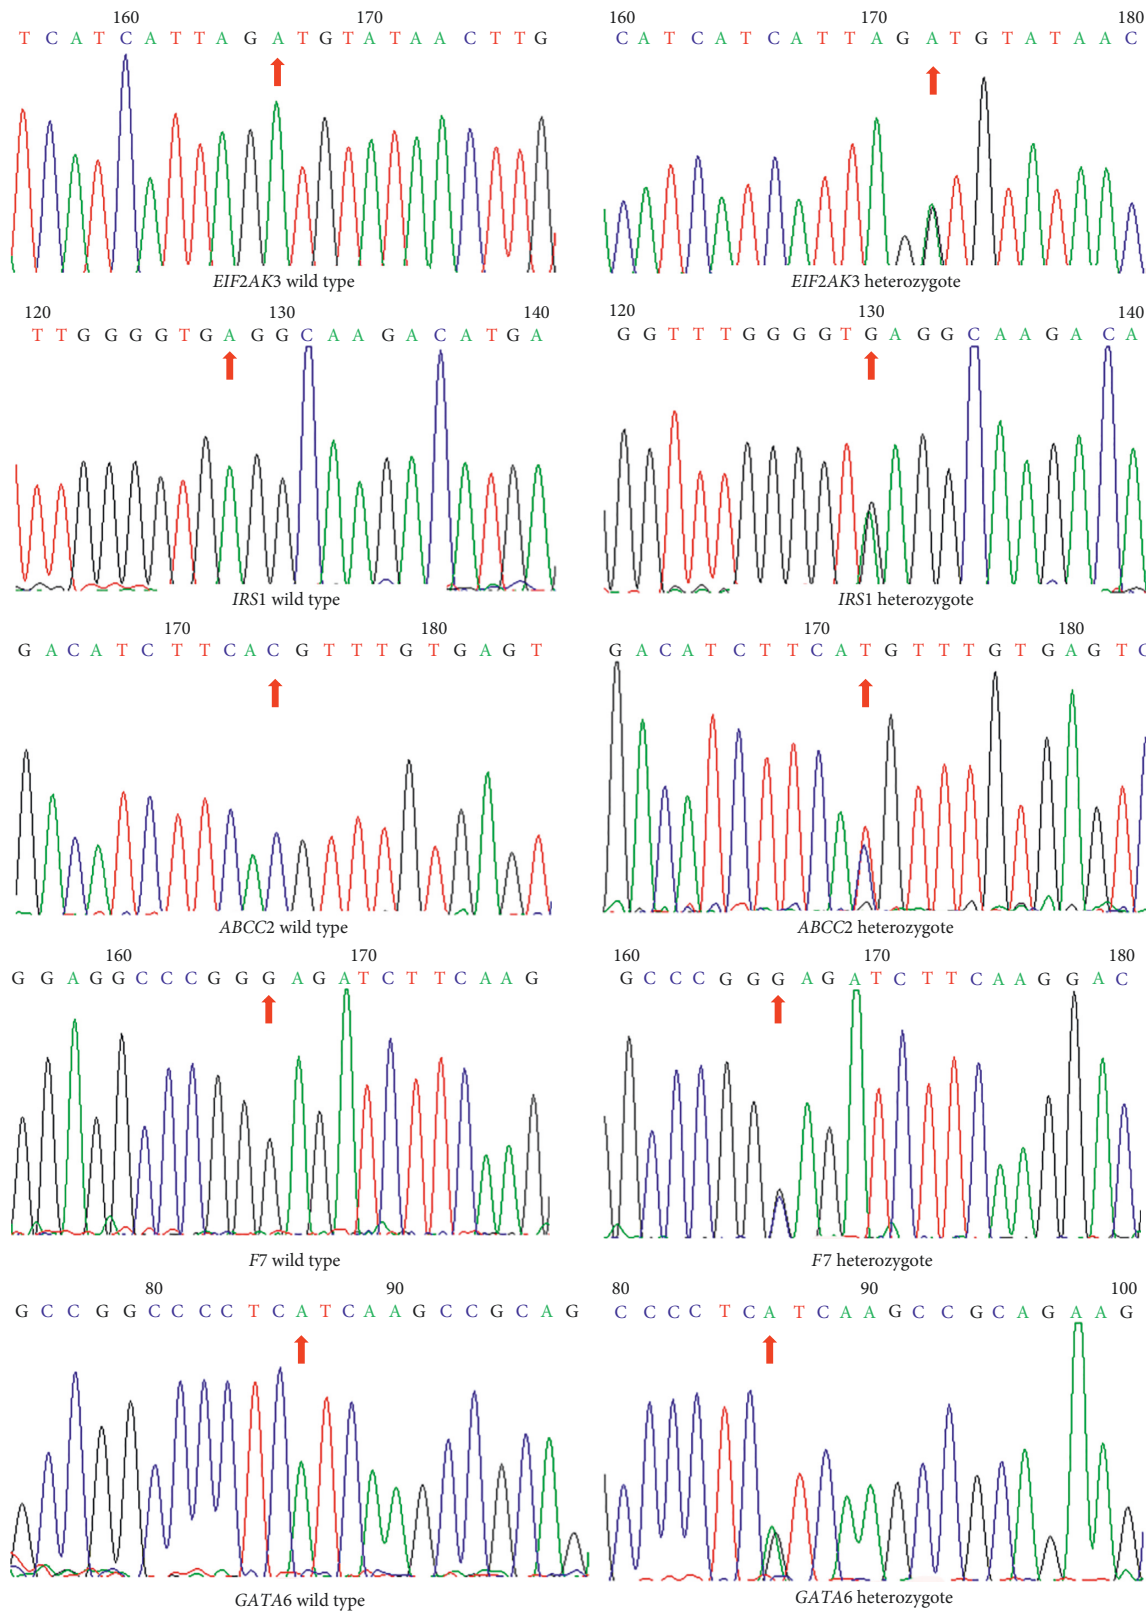 160 170
T C A T C A T T A G A T G T A T A A C T T G
EIF2AK3 wild type
160 170 180
C A T C A T C A T T A G A T G T A T A A C
EIF2AK3 heterozygote
120 130 140
T T G G G G T G A G G C A A G A C A T G A
IRS1 wild type
120 130 140
G G T T T G G G G T G A G G C A A G A C A
IRS1 heterozygote
170 180
G A C A T C T T C A C G T T T G T G A G T
ABCC2 wild type
170 180
G A C A T C T T C A T G T T T G T G A G T C
ABCC2 heterozygote
160 170
G G A G G C C C G G G A G A T C T T C A A G
F7 wild type
160 170 180
G C C C G G G A G A T C T T C A A G G A C
F7 heterozygote
80 90
G C C G G C C C C T C A T C A A G C C G C A G
GATA6 wild type
80 90 100
C C C C T C A T C A A G C C G C A G A A G
GATA6 heterozygote